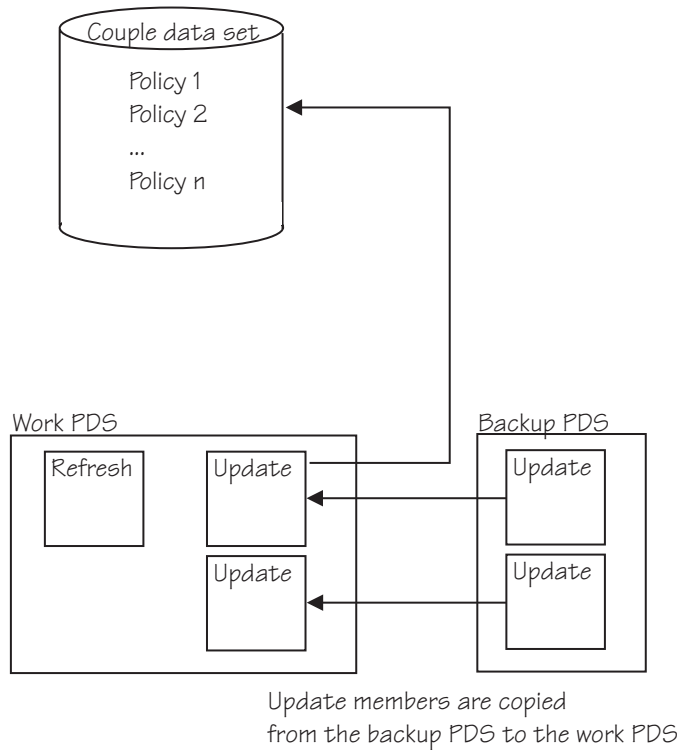 Couple data set
Policy 1
Policy 2
...
Policy n
Work PDS
Backup PDS
Refresh
Update
Update
Update
Update
Update members are copied
from the backup PDS to the work PDS